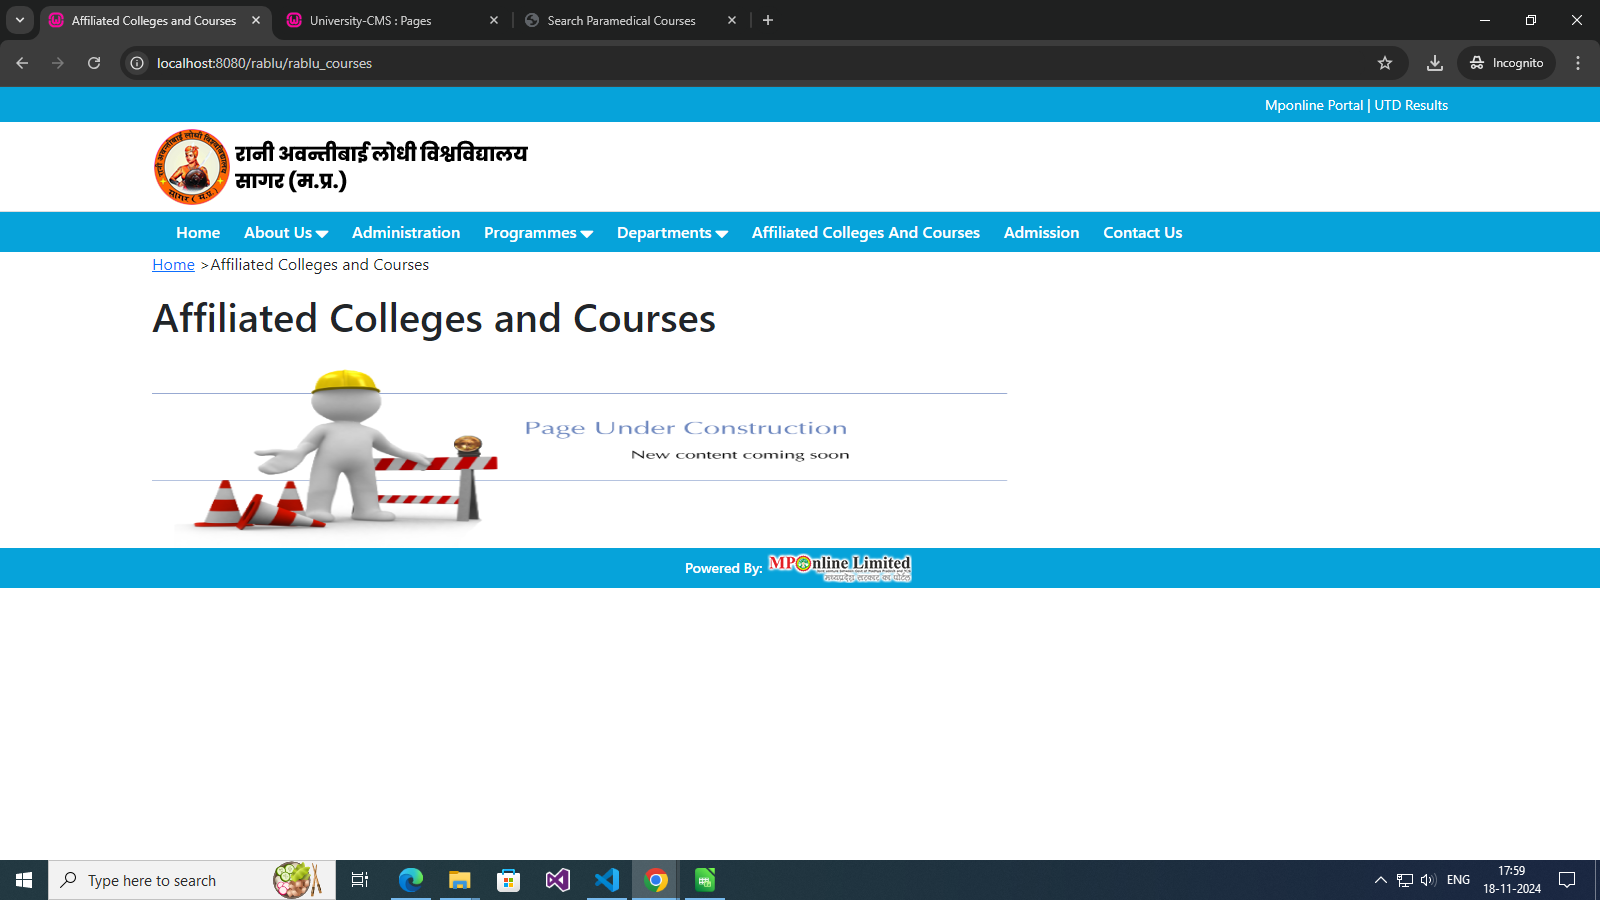 Affiliated Colleges and Courses
University-CMS : Pages
Search Paramedical Courses
localhost:8080/rablu/rablu_courses
Incognito
Mponline Portal | UTD Results
रानी अवन्तीबाई लोधी विश्वविद्यालय
सागर (म.प्र.)
Home About Us Administration Programmes Departments Affiliated Colleges And Courses Admission Contact Us
Home >Affiliated Colleges and Courses
Affiliated Colleges and Courses
Page Under Construction
New content coming soon
Powered By: MPOnline Limited
Type here to search
ENG
17:59
18-11-2024